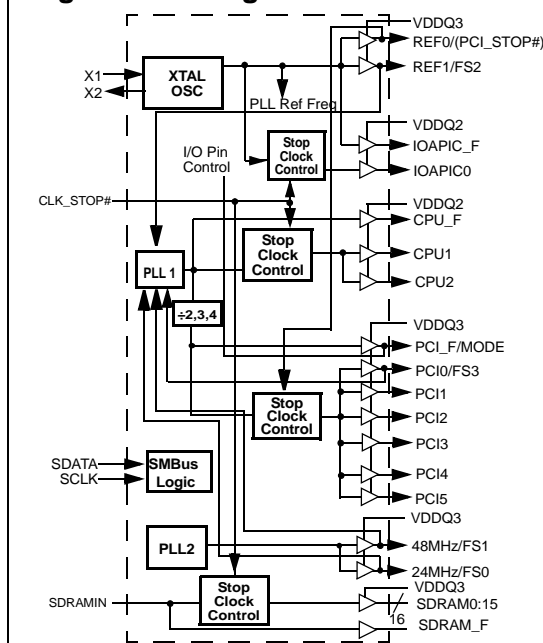 VDDQ3
REF0/(PCI_STOP#)
X1
X2
XTAL
OSC
REF1/FS2
PLL Ref Freq
VDDQ2
I/O Pin
Control
Stop
Clock
Control
IOAPIC_F
IOAPIC0
CLK_STOP#
VDDQ2
CPU_F
Stop
Clock
Control
CPU1
PLL 1
CPU2
÷2,3,4
VDDQ3
PCI_F/MODE
PCI0/FS3
Stop
Clock
Control
PCI1
PCI2
PCI3
SDATA
SCLK
SMBus
Logic
PCI4
PCI5
VDDQ3
PLL2
48MHz/FS1
24MHz/FS0
VDDQ3
SDRAMIN
Stop
Clock
Control
SDRAM0:15
16
SDRAM_F